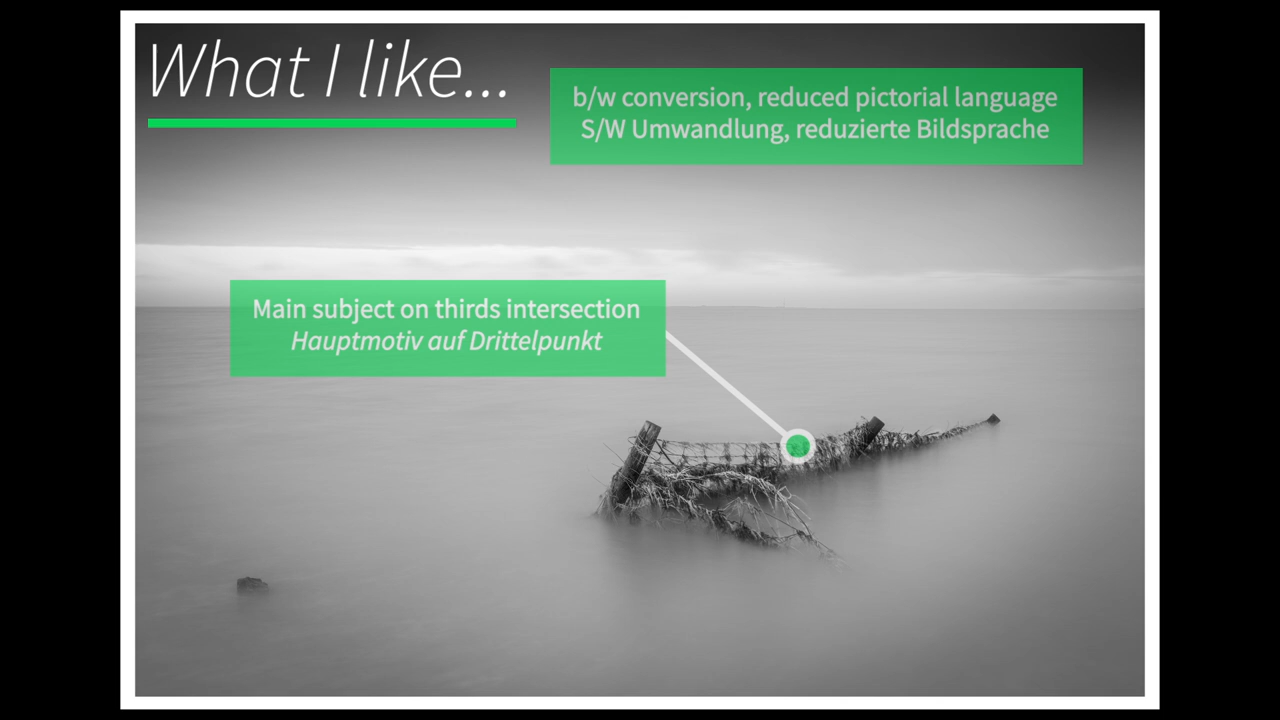 What I like...
b/w conversion, reduced pictorial language
S/W Umwandlung, reduzierte Bildsprache
Main subject on thirds intersection
Hauptmotiv auf Drittelpunkt